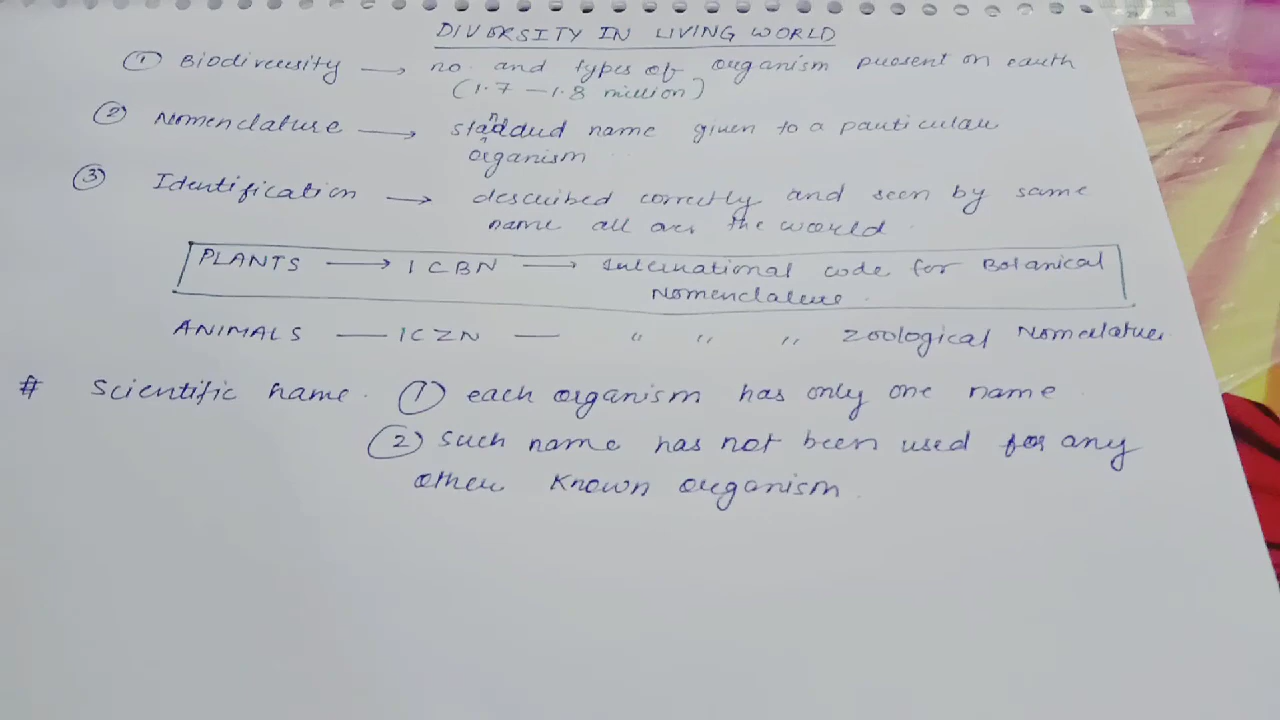 DIVERSITY IN LIVING WORLD
① Biodiversity → no. and types of organism present on earth
(1.7 – 1.8 million)
② Nomenclature → standdud name given to a particular
organism
③ Identification → described correctly and seen by same
name all over the world.
PLANTS → ICBN → International code for Botanical
Nomenclature.
ANIMALS — ICZN — " " " Zoological Nomenclature
# Scientific name. ① each organism has only one name.
② Such name has not been used for any
other known organism.